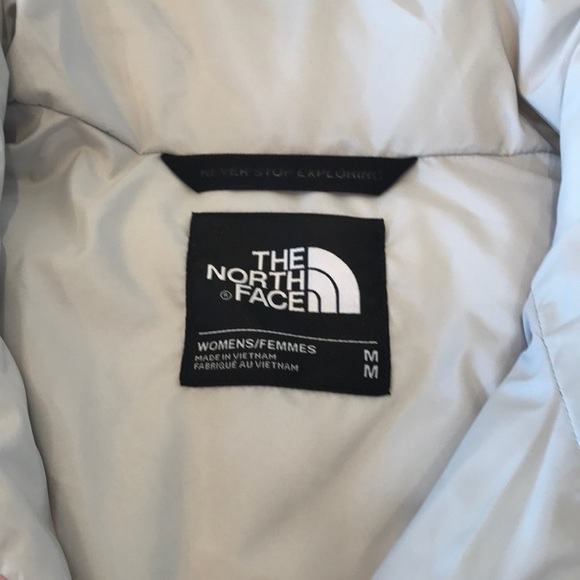 NEVER STOP EXPLORING
THE
NORTH
® FACE
WOMENS/FEMMES M
MADE IN VIETNAM
FABRIQUÉ AU VIETNAM M